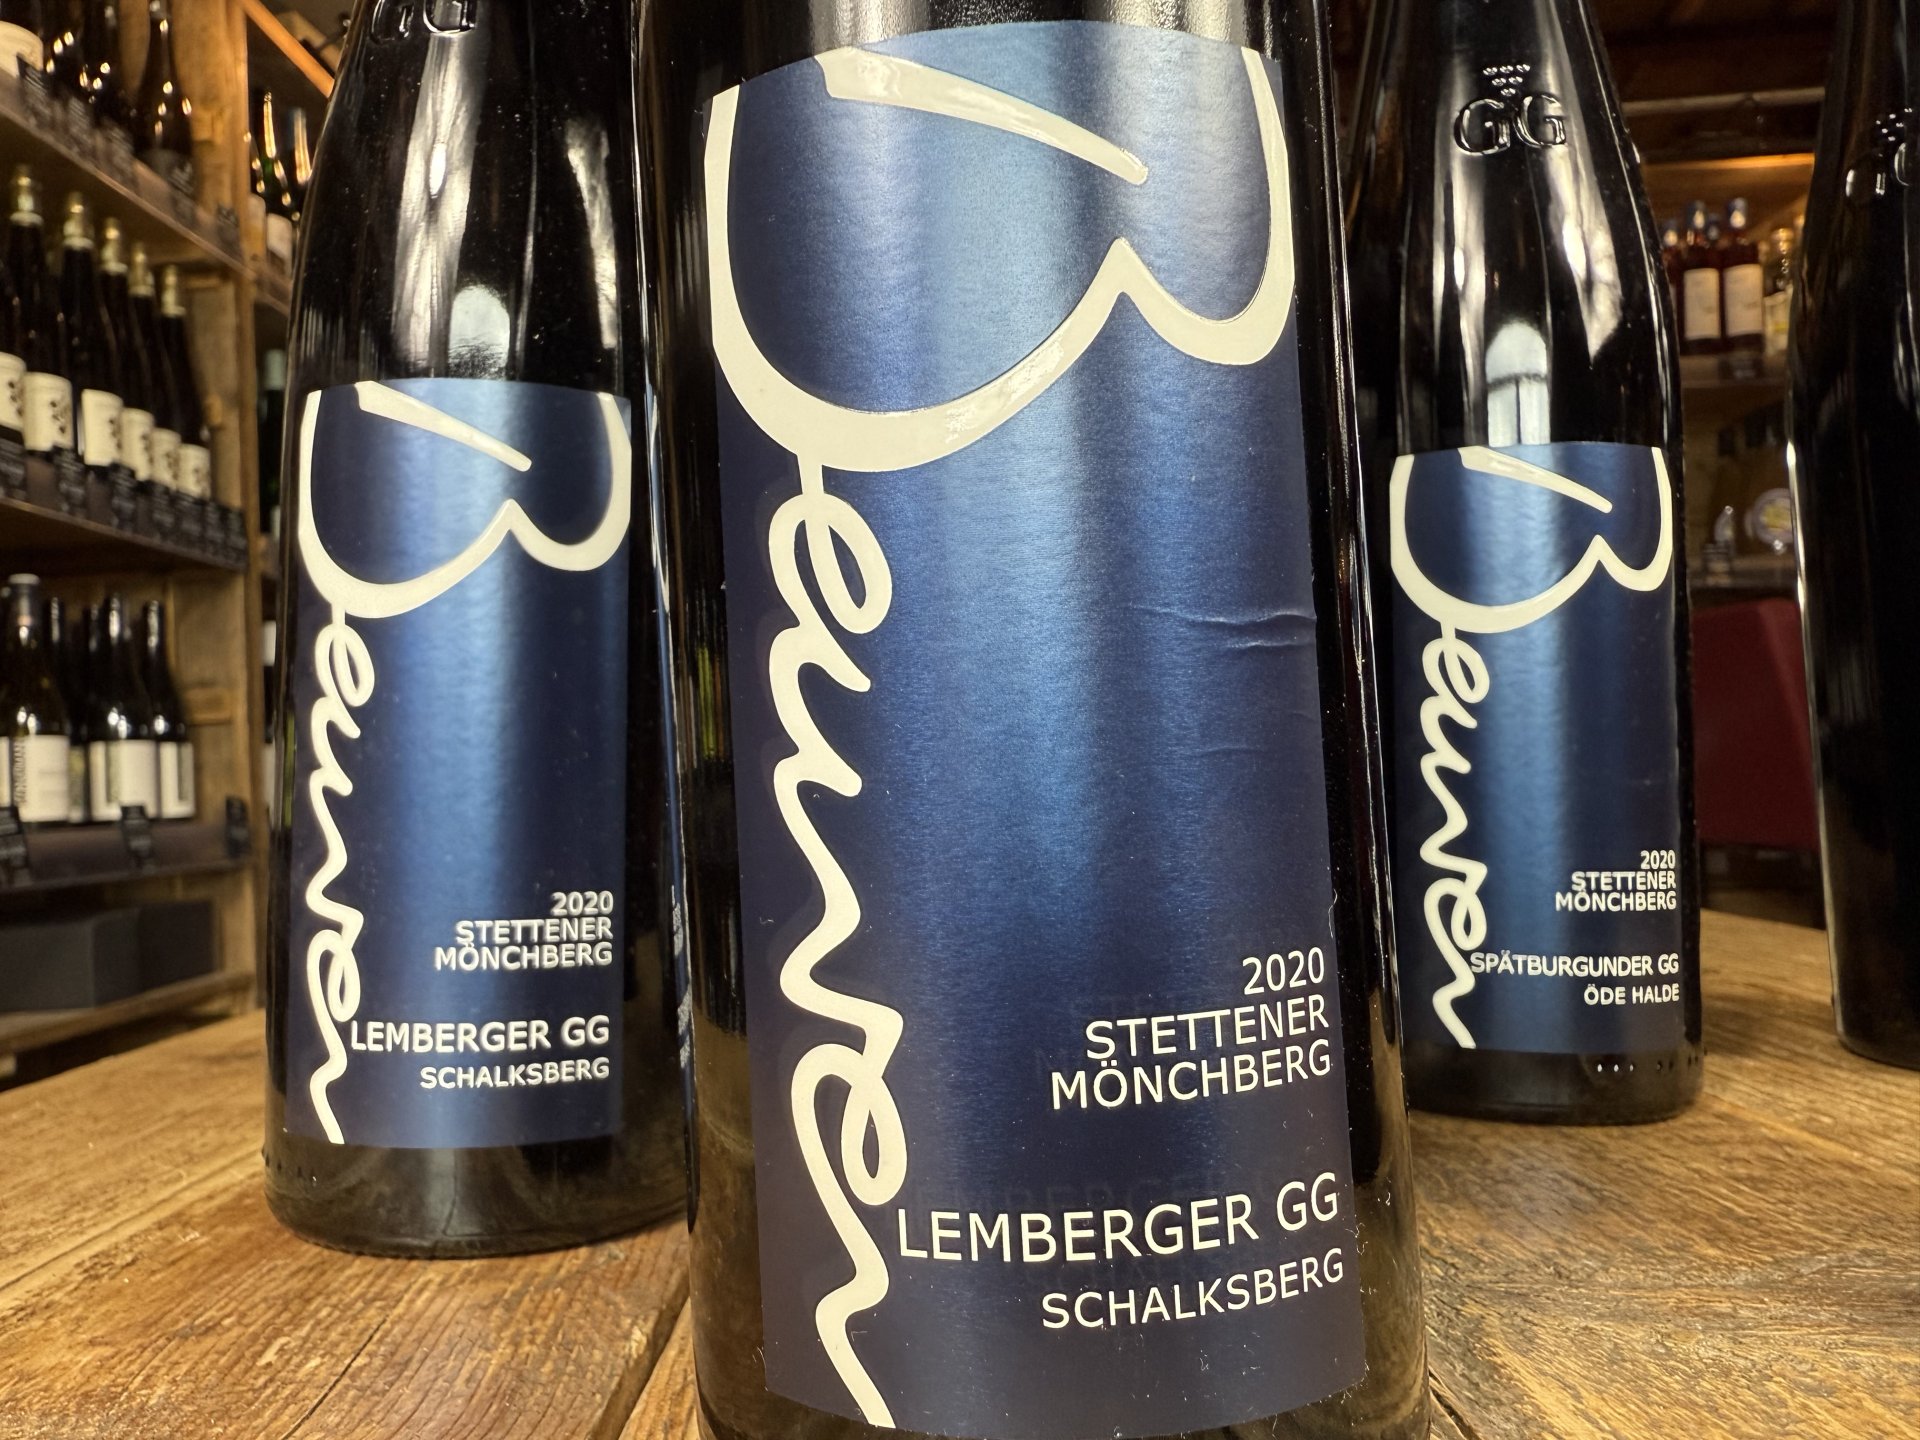 GG
Beurer
2020
STETTENER
MÖNCHBERG
LEMBERGER GG
SCHALKSBERG
Beurer
2020
STETTENER
MÖNCHBERG
LEMBERGER GG
SCHALKSBERG
GG
Beurer
2020
STETTENER
MÖNCHBERG
SPÄTBURGUNDER GG
ÖDE HALDE